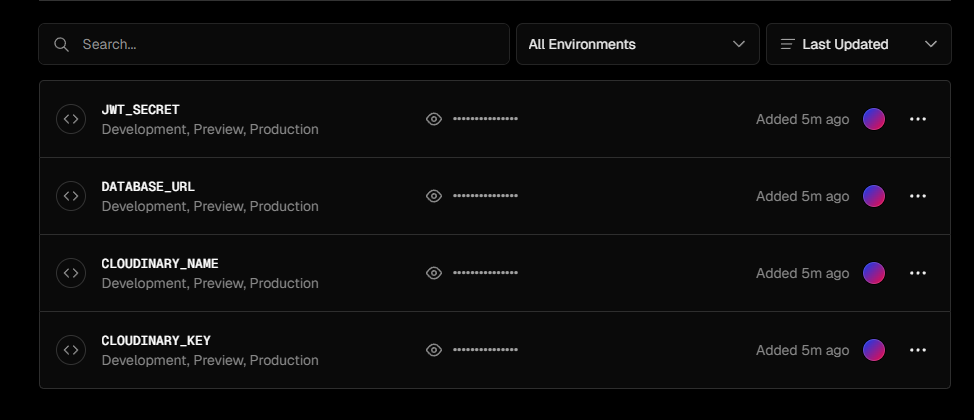 Search...
All Environments
Last Updated
JWT_SECRET
Development, Preview, Production
•••••••••••••••
Added 5m ago
DATABASE_URL
Development, Preview, Production
•••••••••••••••
Added 5m ago
CLOUDINARY_NAME
Development, Preview, Production
•••••••••••••••
Added 5m ago
CLOUDINARY_KEY
Development, Preview, Production
•••••••••••••••
Added 5m ago